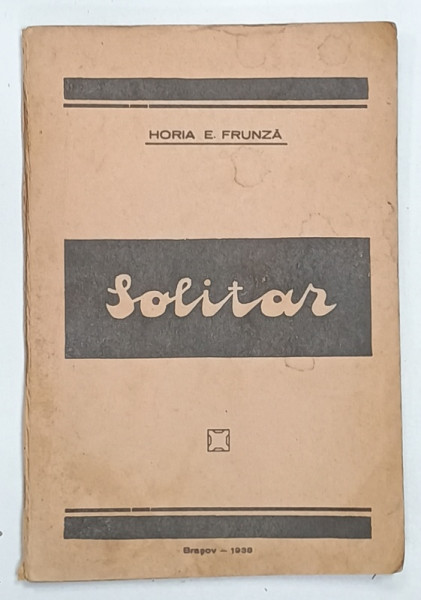 HORIA E. FRUNZĂ
Solitar
Brașov – 1938